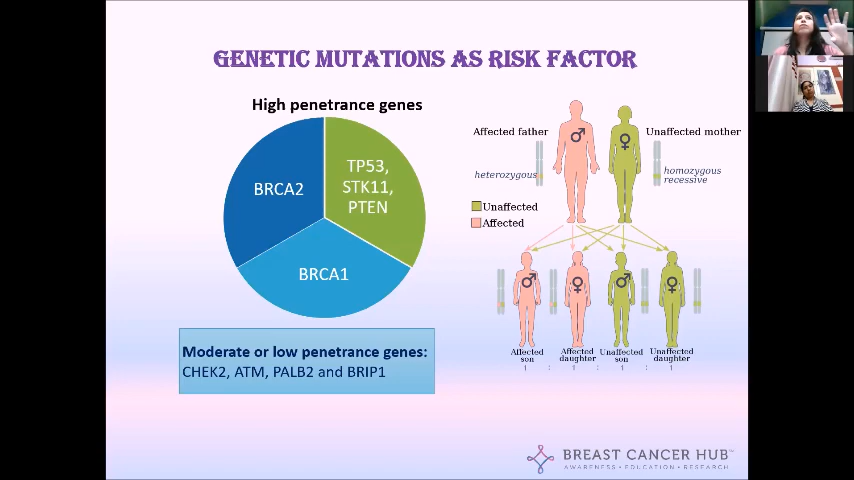 GENETIC MUTATIONS AS RISK FACTOR
High penetrance genes
BRCA2
TP53,
STK11,
PTEN
BRCA1
Moderate or low penetrance genes:
CHEK2, ATM, PALB2 and BRIP1
Affected father
Unaffected mother
heterozygous
homozygous
recessive
Unaffected
Affected
Affected
son
Affected
daughter
Unaffected
son
Unaffected
daughter
1 : 1 : 1 : 1
BREAST CANCER HUB™
AWARENESS • EDUCATION • RESEARCH